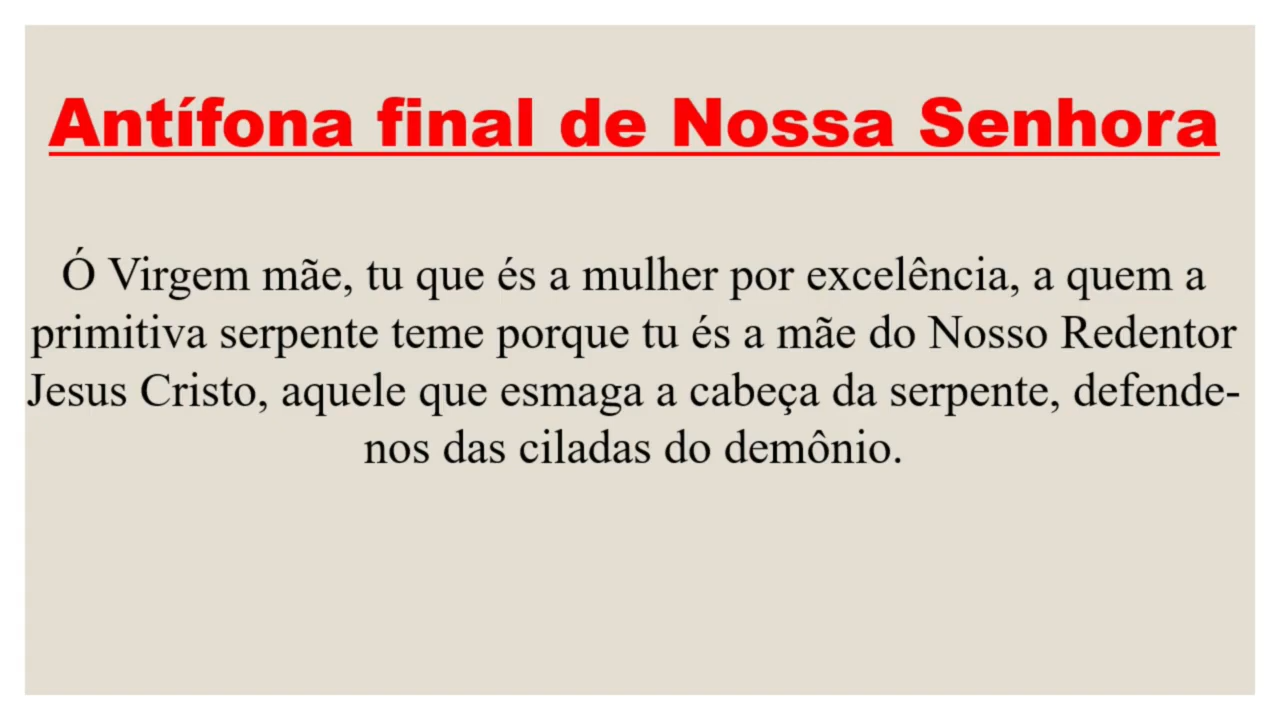 Antífona final de Nossa Senhora
Ó Virgem mãe, tu que és a mulher por excelência, a quem a
primitiva serpente teme porque tu és a mãe do Nosso Redentor
Jesus Cristo, aquele que esmaga a cabeça da serpente, defende-
nos das ciladas do demônio.